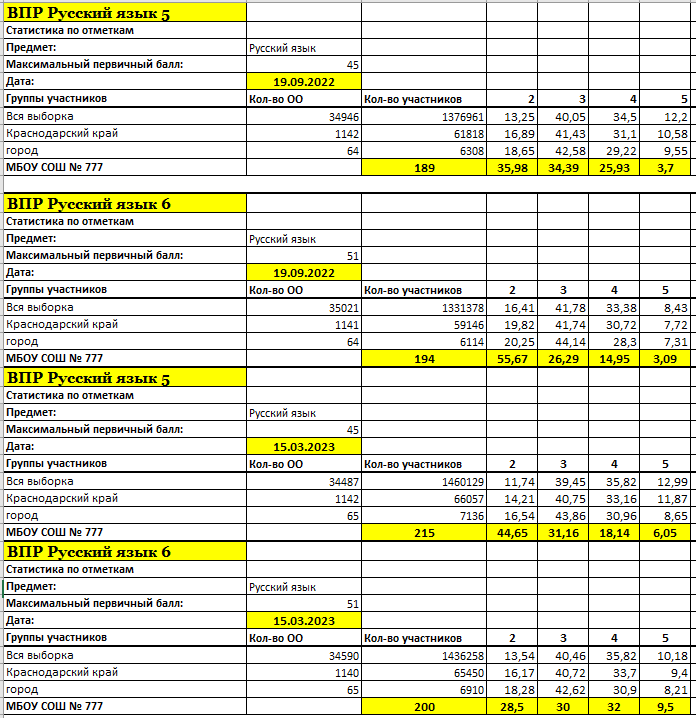 ВПР Русский язык 5
Статистика по отметкам
Предмет: Русский язык
Максимальный первичный балл: 45
Дата: 19.09.2022
Группы участников Кол-во ОО Кол-во участников 2 3 4 5
Вся выборка 34946 1376961 13,25 40,05 34,5 12,2
Краснодарский край 1142 61818 16,89 41,43 31,1 10,58
город 64 6308 18,65 42,58 29,22 9,55
МБОУ СОШ № 777 189 35,98 34,39 25,93 3,7
ВПР Русский язык 6
Статистика по отметкам
Предмет: Русский язык
Максимальный первичный балл: 51
Дата: 19.09.2022
Группы участников Кол-во ОО Кол-во участников 2 3 4 5
Вся выборка 35021 1331378 16,41 41,78 33,38 8,43
Краснодарский край 1141 59146 19,82 41,74 30,72 7,72
город 64 6114 20,25 44,14 28,3 7,31
МБОУ СОШ № 777 194 55,67 26,29 14,95 3,09
ВПР Русский язык 5
Статистика по отметкам
Предмет: Русский язык
Максимальный первичный балл: 45
Дата: 15.03.2023
Группы участников Кол-во ОО Кол-во участников 2 3 4 5
Вся выборка 34487 1460129 11,74 39,45 35,82 12,99
Краснодарский край 1142 66057 14,21 40,75 33,16 11,87
город 65 7136 16,54 43,86 30,96 8,65
МБОУ СОШ № 777 215 44,65 31,16 18,14 6,05
ВПР Русский язык 6
Статистика по отметкам
Предмет: Русский язык
Максимальный первичный балл: 51
Дата: 15.03.2023
Группы участников Кол-во ОО Кол-во участников 2 3 4 5
Вся выборка 34590 1436258 13,54 40,46 35,82 10,18
Краснодарский край 1140 65450 16,17 40,72 33,7 9,4
город 65 6910 18,28 42,62 30,9 8,21
МБОУ СОШ № 777 200 28,5 30 32 9,5